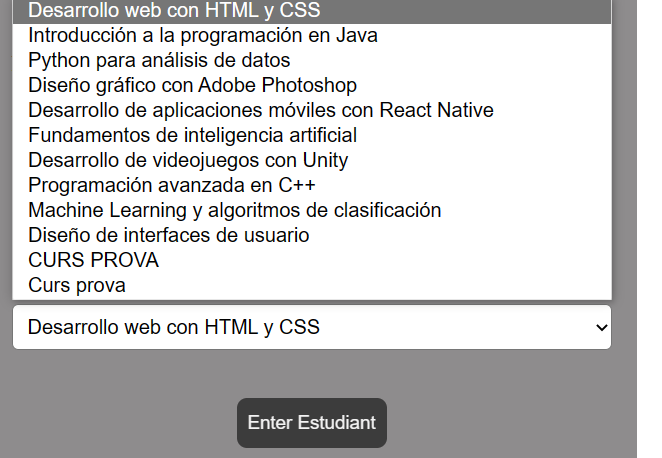 Desarrollo web con HTML y CSS
Introducción a la programación en Java
Python para análisis de datos
Diseño gráfico con Adobe Photoshop
Desarrollo de aplicaciones móviles con React Native
Fundamentos de inteligencia artificial
Desarrollo de videojuegos con Unity
Programación avanzada en C++
Machine Learning y algoritmos de clasificación
Diseño de interfaces de usuario
CURS PROVA
Curs prova
Desarrollo web con HTML y CSS
Enter Estudiant